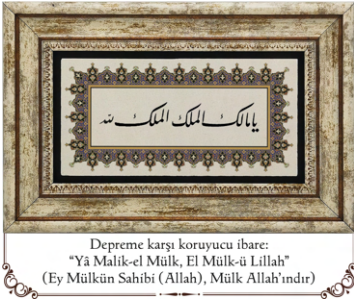 يا مالك الملك الملك لله
Depreme karşı koruyucu ibare:
"Yâ Malik-el Mülk, El Mülk-ü Lillah"
(Ey Mülkün Sahibi (Allah), Mülk Allah'ındır)